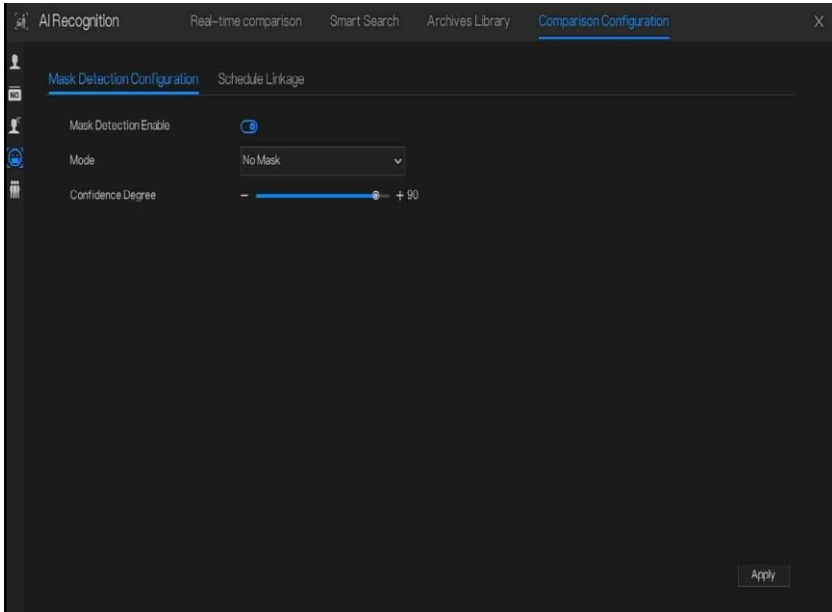 AI Recognition Real-time comparison Smart Search Archives Library Comparison Configuration X
Mask Detection Configuration Schedule Linkage
NO.
Mask Detection Enable
Mode No Mask
Confidence Degree − + 90
Apply